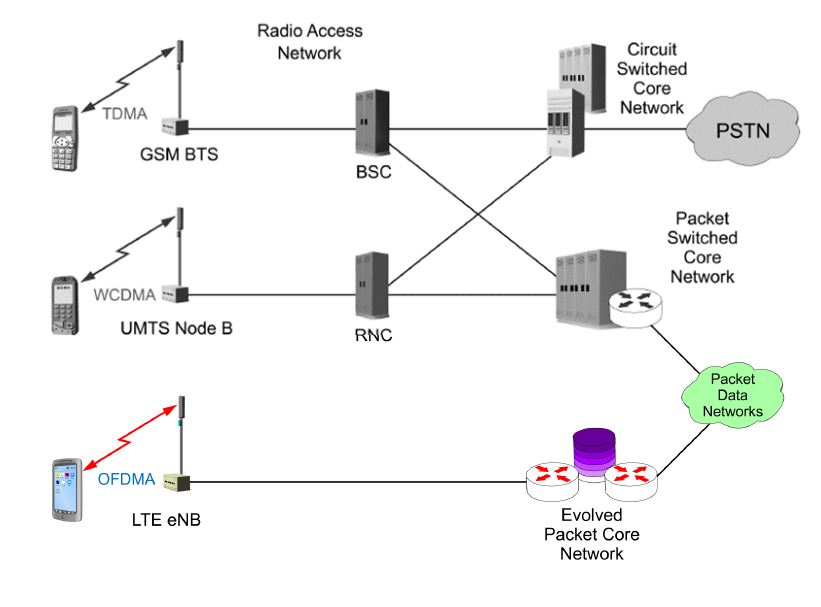 Radio Access
Network
Circuit
Switched
Core
Network
TDMA
GSM BTS
BSC
PSTN
Packet
Switched
Core
Network
WCDMA
UMTS Node B
RNC
Packet
Data
Networks
OFDMA
LTE eNB
Evolved
Packet Core
Network